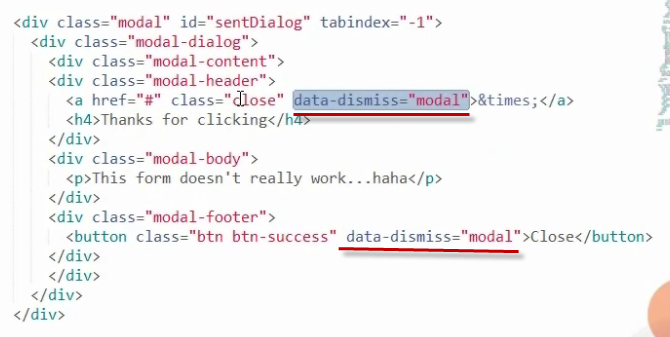 <div class="modal" id="sentDialog" tabindex="-1">
<div class="modal-dialog">
<div class="modal-content">
<div class="modal-header">
<a href="#" class="close" data-dismiss="modal">&times;</a>
<h4>Thanks for clicking</h4>
</div>
<div class="modal-body">
<p>This form doesn't really work...haha</p>
</div>
<div class="modal-footer">
<button class="btn btn-success" data-dismiss="modal">Close</button>
</div>
</div>
</div>
</div>